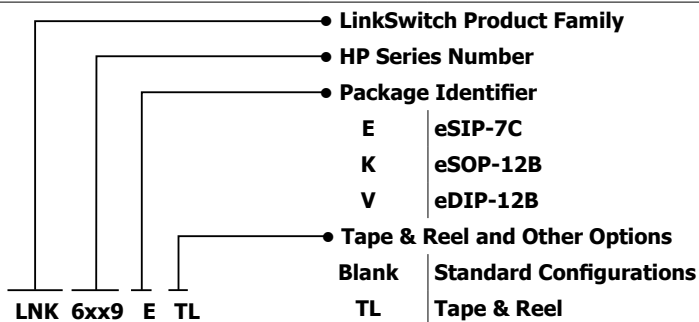 LinkSwitch Product Family
HP Series Number
Package Identifier
E eSIP-7C
K eSOP-12B
V eDIP-12B
Tape & Reel and Other Options
Blank Standard Configurations
TL Tape & Reel
LNK 6xx9 E TL